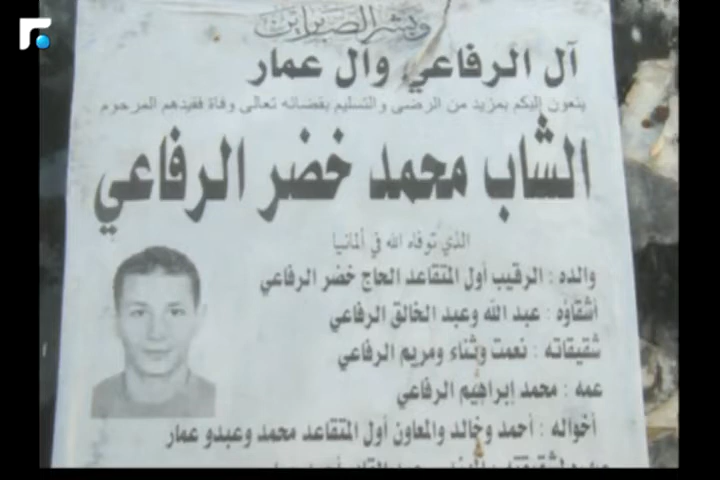 وبشر الصابرين
آل الرفاعي وآل عمار
ينعون إليكم بمزيد من الرضى والتسليم بقضائه تعالى وفاة فقيدهم المرحوم
الشاب محمد خضر الرفاعي
الذي توفاه الله في ألمانيا
والده : الرقيب أول المتقاعد الحاج خضر الرفاعي
أشقاؤه : عبد الله وعبد الخالق الرفاعي
شقيقاته : نعمت وثناء ومريم الرفاعي
عمه : محمد إبراهيم الرفاعي
أخواله : أحمد وخالد والمعاون أول المتقاعد محمد وعبدو عمار